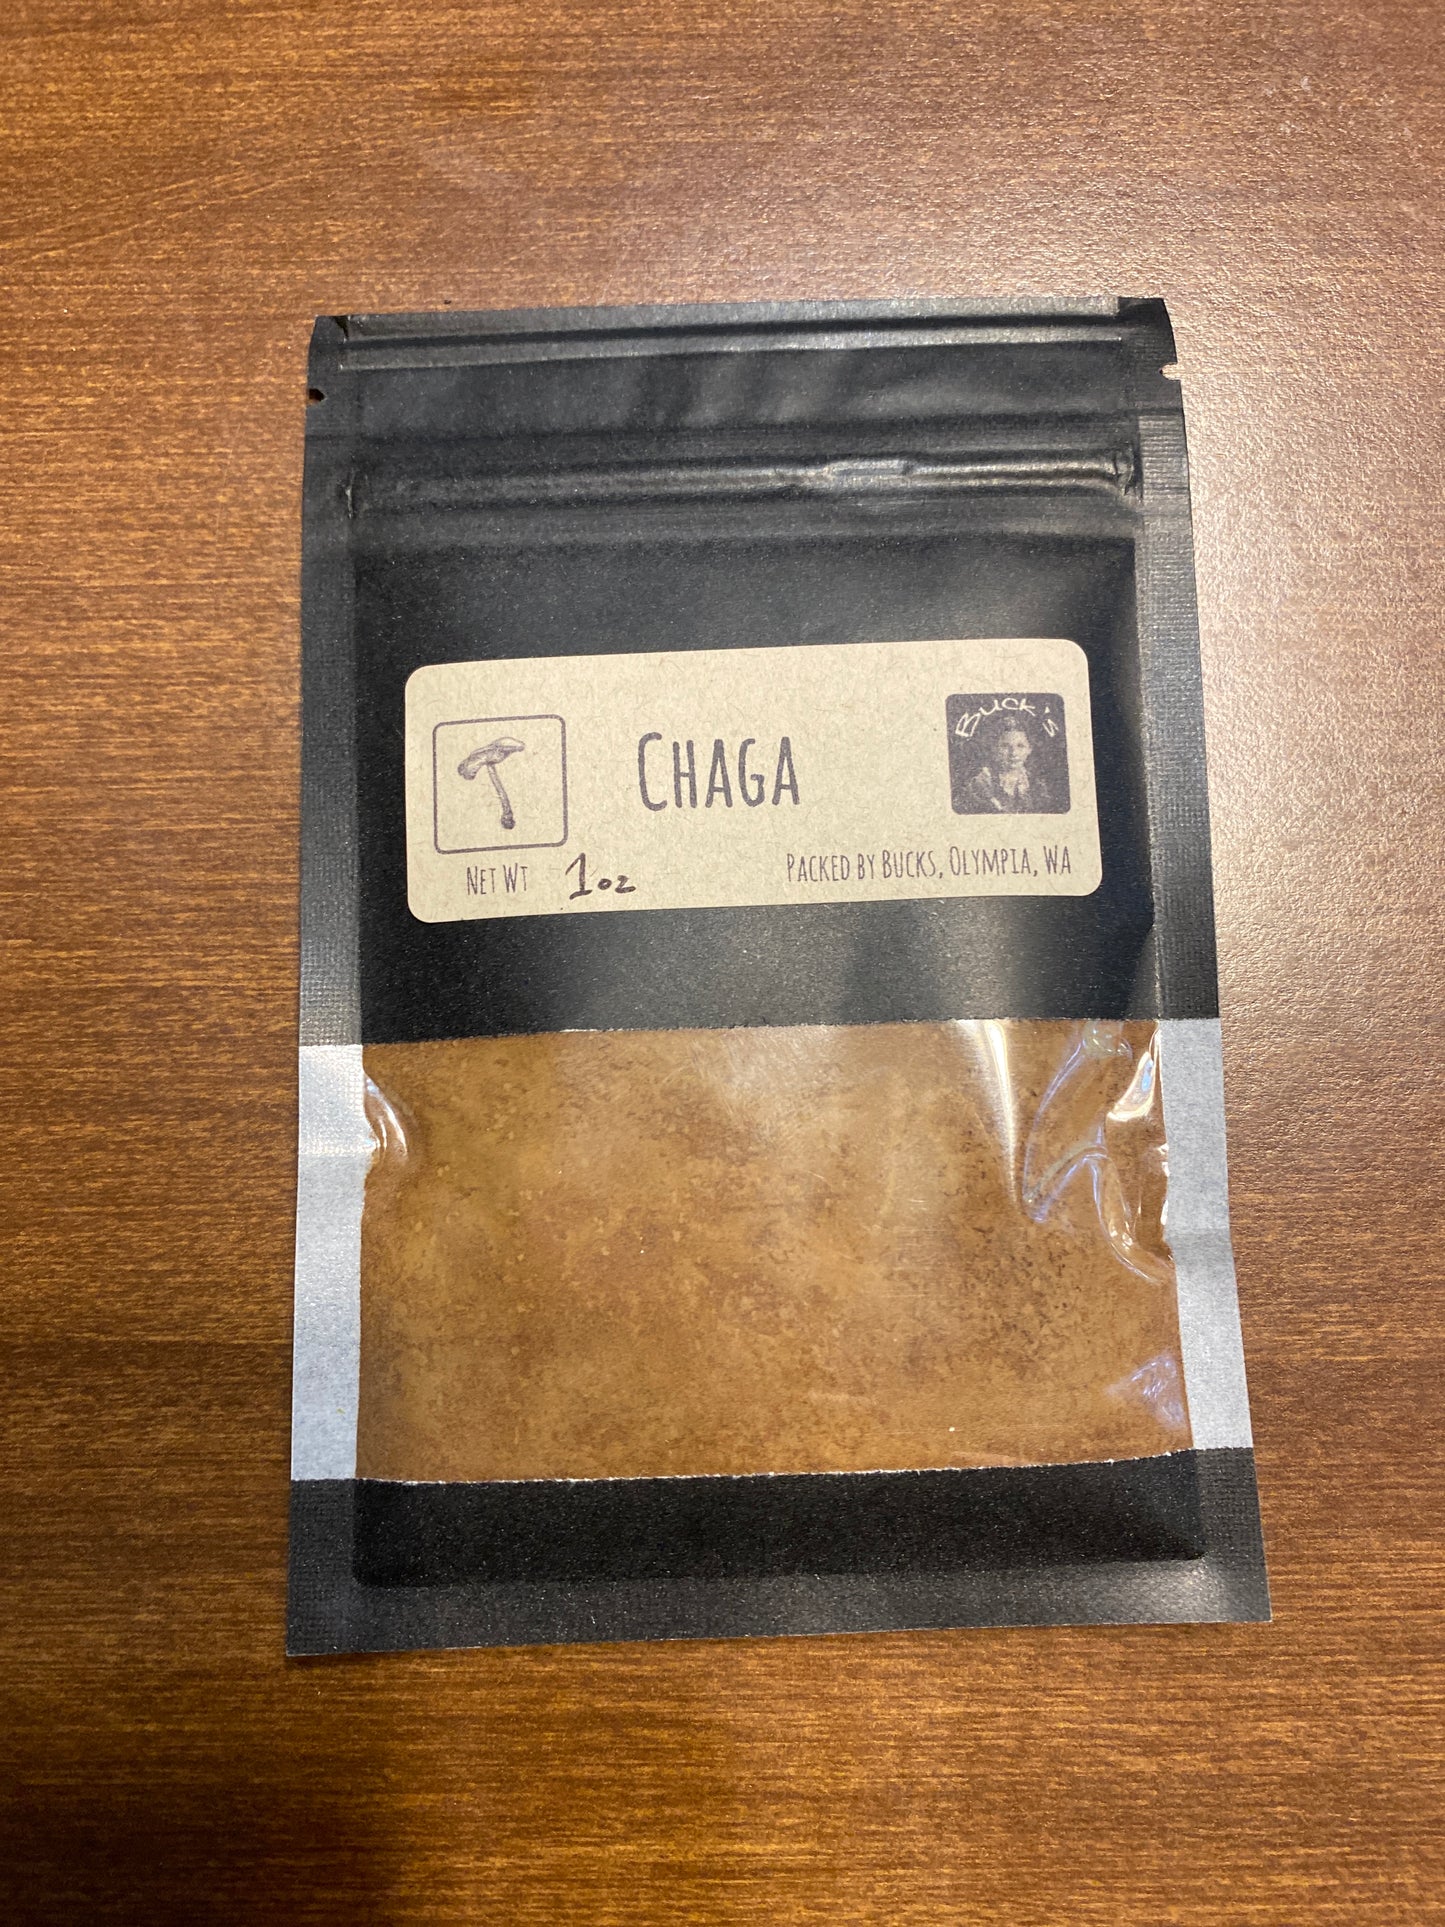 Buck's
CHAGA
NET WT 1oz
PACKED BY BUCKS, OLYMPIA, WA